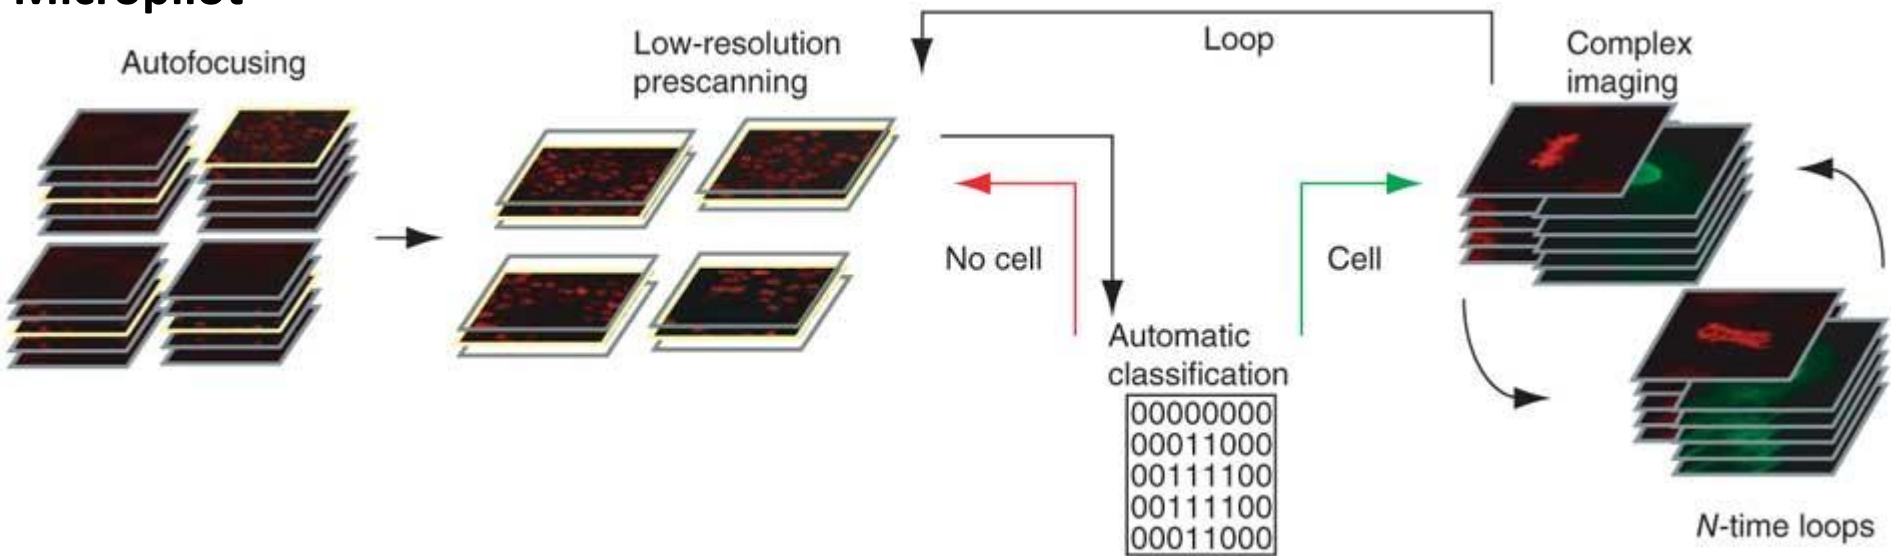 Micropilot
Autofocusing
Low-resolution
prescanning
Loop
Complex
imaging
No cell
Cell
Automatic
classification
00000000
00011000
00111100
00111100
00011000
N-time loops